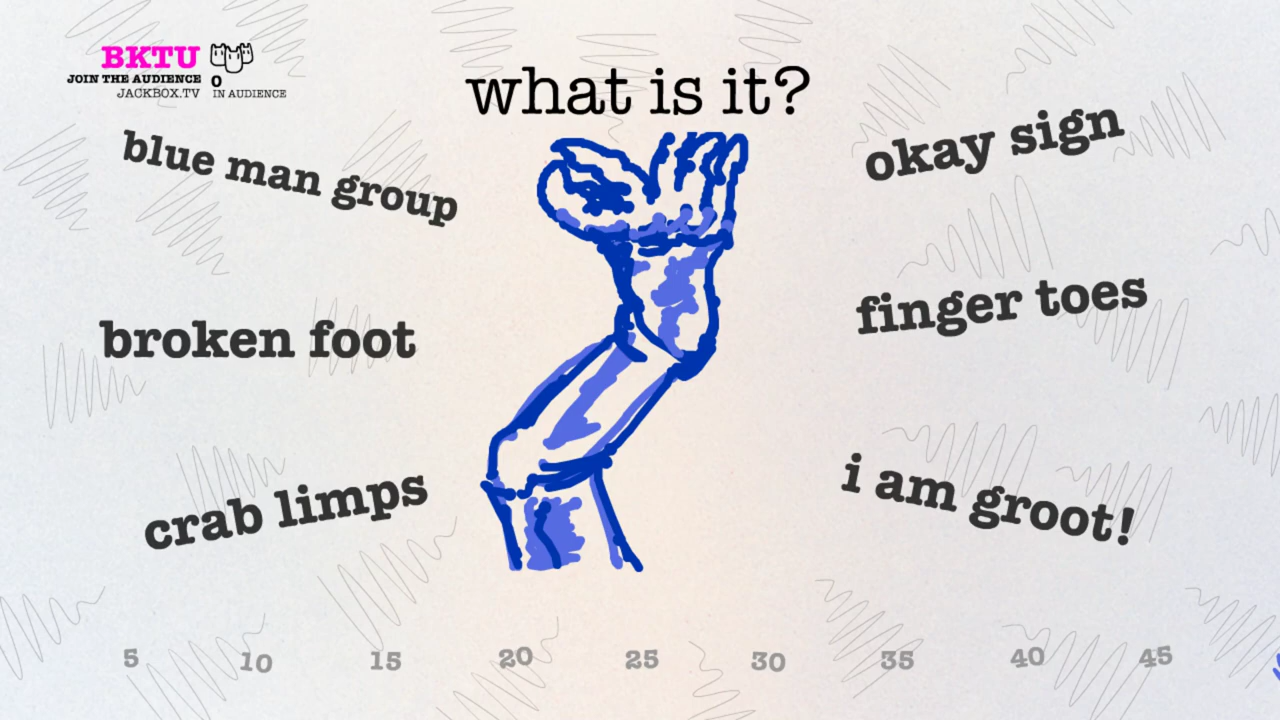 BKTU
JOIN THE AUDIENCE
JACKBOX.TV
0
IN AUDIENCE
what is it?
blue man group
okay sign
broken foot
finger toes
crab limps
i am groot!
5 10 15 20 25 30 35 40 45